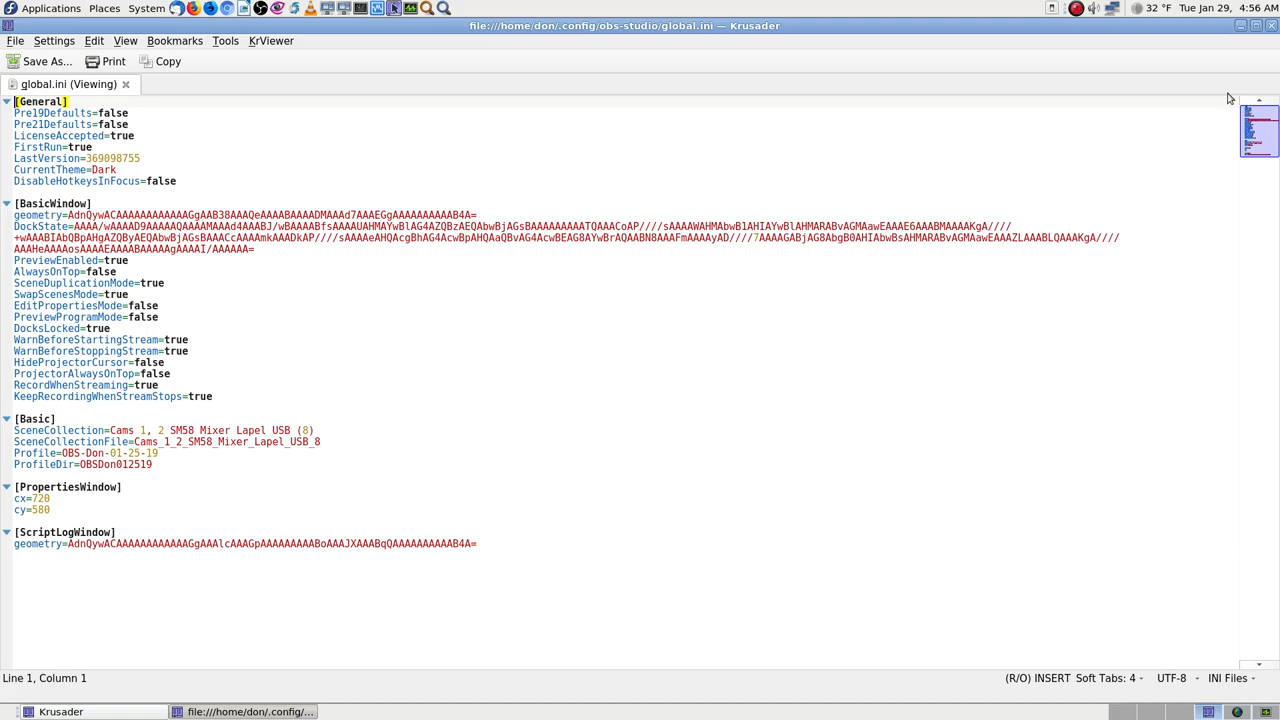 Applications Places System 32 °F Tue Jan 29, 4:56 AM
file:///home/don/.config/obs-studio/global.ini — Krusader
File Settings Edit View Bookmarks Tools KrViewer
Save As... Print Copy
global.ini (Viewing)
[General]
Pre19Defaults=false
Pre21Defaults=false
LicenseAccepted=true
FirstRun=true
LastVersion=369098755
CurrentTheme=Dark
DisableHotkeysInFocus=false
[BasicWindow]
PreviewEnabled=true
AlwaysOnTop=false
SceneDuplicationMode=true
SwapScenesMode=true
EditPropertiesMode=false
PreviewProgramMode=false
DocksLocked=true
WarnBeforeStartingStream=true
WarnBeforeStoppingStream=true
HideProjectorCursor=false
ProjectorAlwaysOnTop=false
RecordWhenStreaming=true
KeepRecordingWhenStreamStops=true
[Basic]
SceneCollection=Cams 1, 2 SM58 Mixer Lapel USB (8)
SceneCollectionFile=Cams_1_2_SM58_Mixer_Lapel_USB_8
Profile=OBS-Don-01-25-19
ProfileDir=OBSDon012519
[PropertiesWindow]
cx=720
cy=580
[ScriptLogWindow]
Line 1, Column 1 (R/O) INSERT Soft Tabs: 4 UTF-8 INI Files
Krusader file:///home/don/.config/...